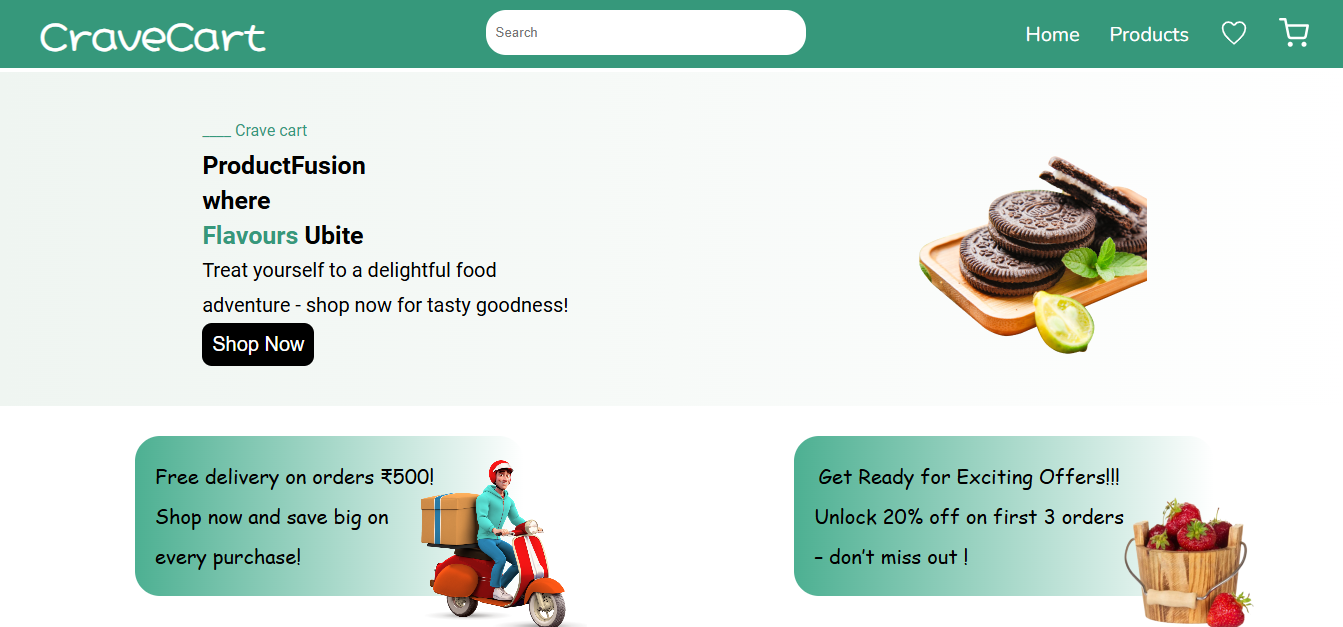 CraveCart
Search
Home
Products
____ Crave cart
ProductFusion
where
Flavours Ubite
Treat yourself to a delightful food
adventure - shop now for tasty goodness!
Shop Now
Free delivery on orders ₹500!
Shop now and save big on
every purchase!
Get Ready for Exciting Offers!!!
Unlock 20% off on first 3 orders
– don't miss out !